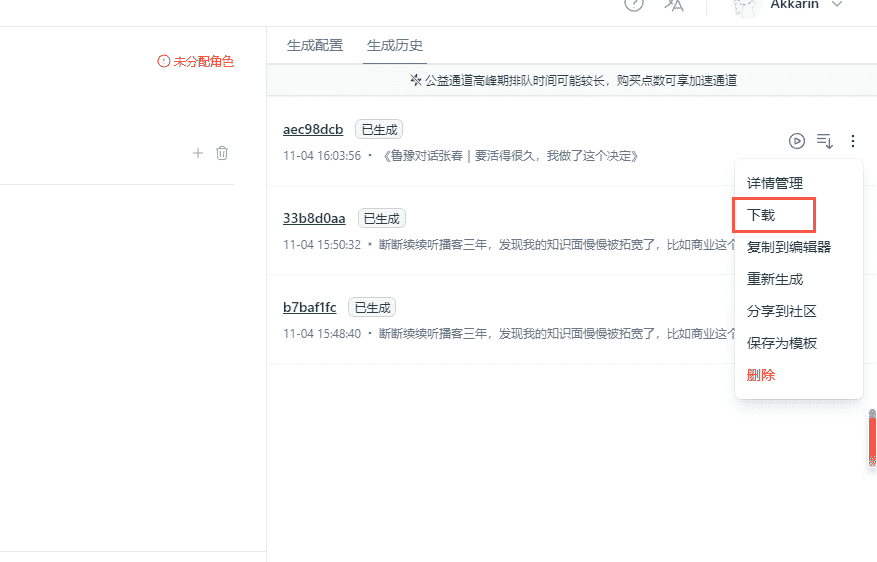 Akkarin
未分配角色
生成配置 生成历史
公益通道高峰期排队时间可能较长，购买点数可享加速通道
aec98dcb 已生成
11-04 16:03:56 • 《鲁豫对话张春 | 要活得很久，我做了这个决定》
33b8d0aa 已生成
11-04 15:50:32 • 断断续续听播客三年，发现我的知识面慢慢被拓宽了，比如商业这个
b7baf1fc 已生成
11-04 15:48:40 • 断断续续听播客三年，发现我的知识面慢慢被拓宽了，比如商业这个
详情管理
下载
复制到编辑器
重新生成
分享到社区
保存为模板
删除